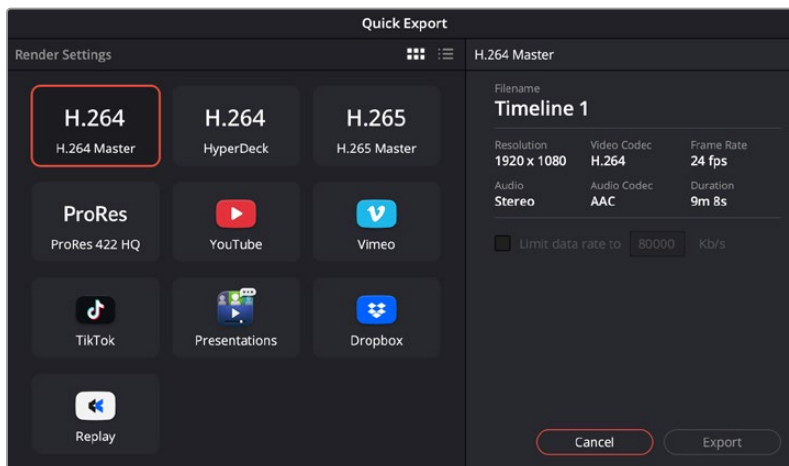 Quick Export
Render Settings
H.264 Master
H.264
H.264 Master
H.264
HyperDeck
H.265
H.265 Master
ProRes
ProRes 422 HQ
YouTube
Vimeo
TikTok
Presentations
Dropbox
Replay
Filename
Timeline 1
Resolution Video Codec Frame Rate
1920 x 1080 H.264 24 fps
Audio Audio Codec Duration
Stereo AAC 9m 8s
Limit data rate to 80000 Kb/s
Cancel Export